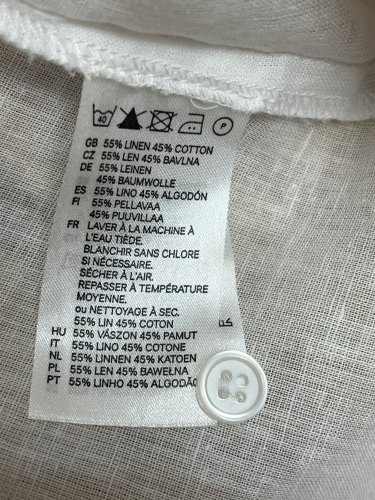 40 P
GB 55% LINEN 45% COTTON
CZ 55% LEN 45% BAVLNA
DE 55% LEINEN
45% BAUMWOLLE
ES 55% LINO 45% ALGODÓN
FI 55% PELLAVAA
45% PUUVILLAA
FR LAVER À LA MACHINE À
L'EAU TIÈDE.
BLANCHIR SANS CHLORE
SI NÉCESSAIRE.
SÉCHER À L'AIR.
REPASSER À TEMPÉRATURE
MOYENNE.
OU NETTOYAGE À SEC.
55% LIN 45% COTON
HU 55% VÁSZON 45% PAMUT
IT 55% LINO 45% COTONE
NL 55% LINNEN 45% KATOEN
PL 55% LEN 45% BAWEŁNA
PT 55% LINHO 45% ALGODÃO